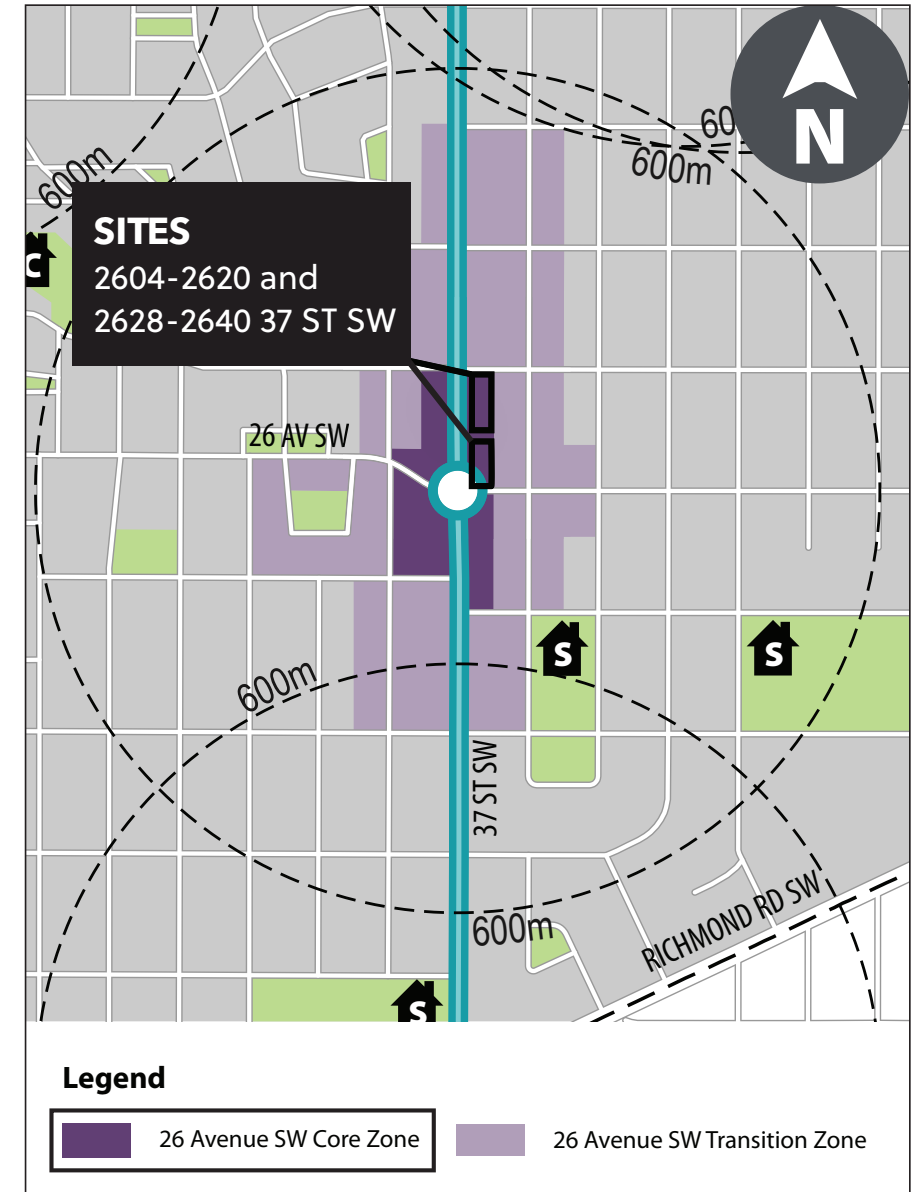 N
60
600m
600m
SITES
2604-2620 and
2628-2640 37 ST SW
C
26 AV SW
S
S
600m
37 ST SW
RICHMOND RD SW
600m
S
Legend
26 Avenue SW Core Zone
26 Avenue SW Transition Zone